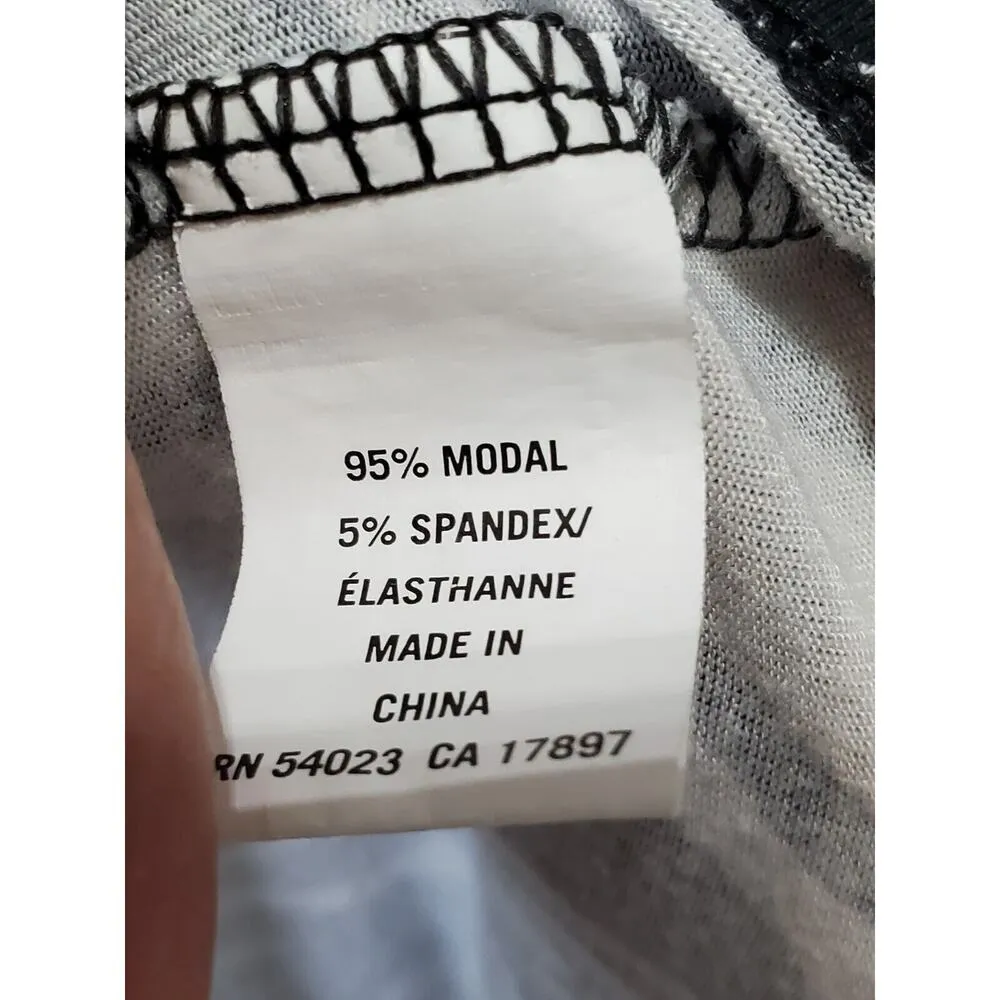 95% MODAL
5% SPANDEX/
ÉLASTHANNE
MADE IN
CHINA
RN 54023 CA 17897